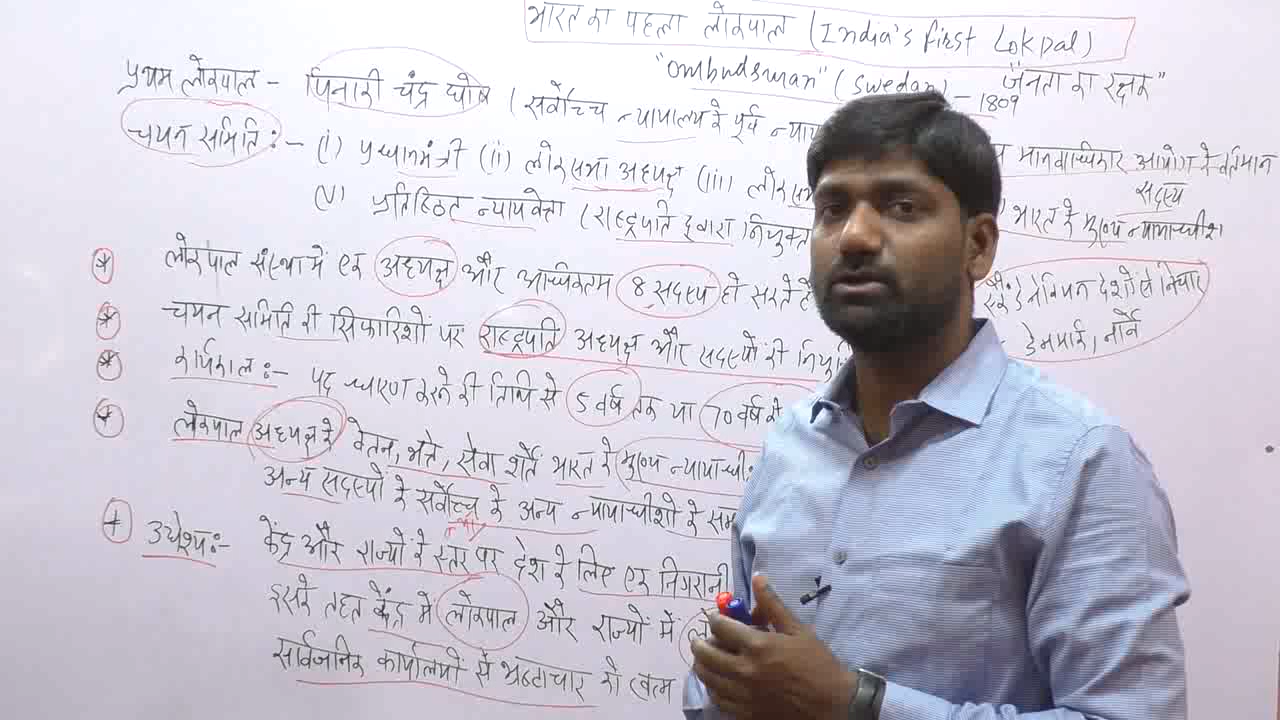 भारत का पहला लोकपाल (India's first Lokpal)
"ombudsman" (Swedan) – 1809 "जनता का रक्षक"
प्रथम लोकपाल – पिनाकी चंद्र घोष (सर्वोच्च न्यायालय के पूर्व मानवाधिकार आयोग के वर्तमान सदस्य
चयन समिति :– (i) प्रधानमंत्री (ii) लोकसभा अध्यक्ष (iii) भारत के मुख्य न्यायाधीश
(v) प्रतिष्ठित न्यायवेत्ता (राष्ट्रपति द्वारा नियुक्त
* लोकपाल संस्था में एक अध्यक्ष और अधिकतम 8 सदस्य हो सकते देशों से विचार
* चयन समिति की सिफारिशों पर राष्ट्रपति अध्यक्ष और सदस्यों की डेनमार्क, नॉर्वे
* कार्यकाल :– पद धारण करने की तिथि से 5 वर्ष तक या 70 वर्ष की
* लोकपाल अध्यक्ष के वेतन, भत्ते, सेवा शर्तें भारत के मुख्य
अन्य सदस्यों के सर्वोच्च के अन्य न्यायाधीशों के
* उद्येश्य :– केंद्र और राज्यों के स्तर पर देश के लिए एक निगरानी
इसके तहत केंद्र में लोकपाल और राज्यों में
सार्वजनिक कार्यालयों से भ्रष्टाचार को खत्म